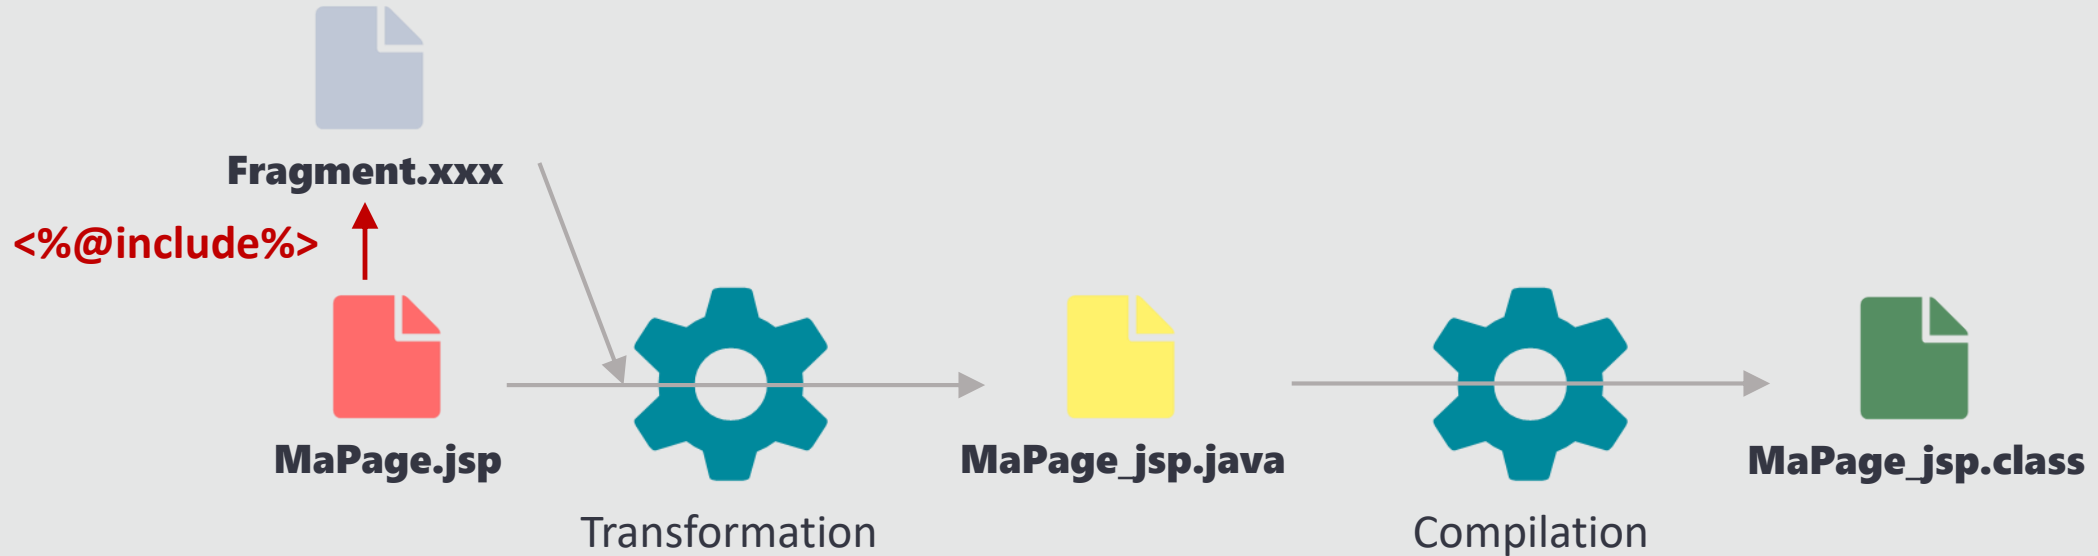 Fragment.xxx
<%@include%>
MaPage.jsp
MaPage_jsp.java
MaPage_jsp.class
Transformation
Compilation